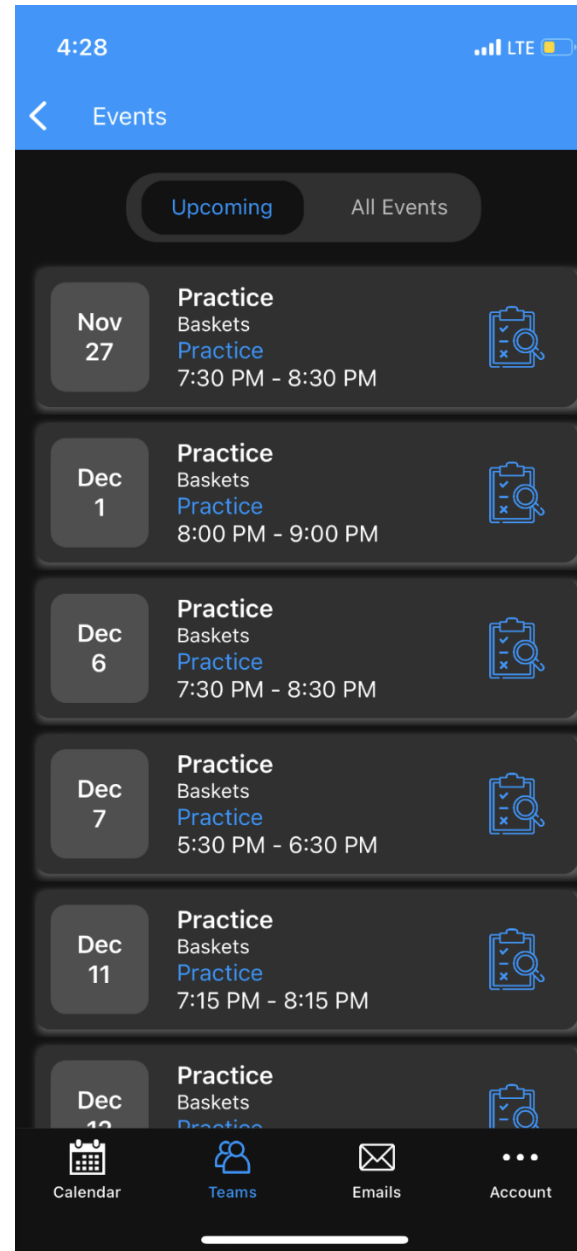 4:28
LTE
Events
Upcoming
All Events
Nov
27
Practice
Baskets
Practice
7:30 PM - 8:30 PM
Dec
1
Practice
Baskets
Practice
8:00 PM - 9:00 PM
Dec
6
Practice
Baskets
Practice
7:30 PM - 8:30 PM
Dec
7
Practice
Baskets
Practice
5:30 PM - 6:30 PM
Dec
11
Practice
Baskets
Practice
7:15 PM - 8:15 PM
Dec
Practice
Baskets
Practice
Calendar
Teams
Emails
Account